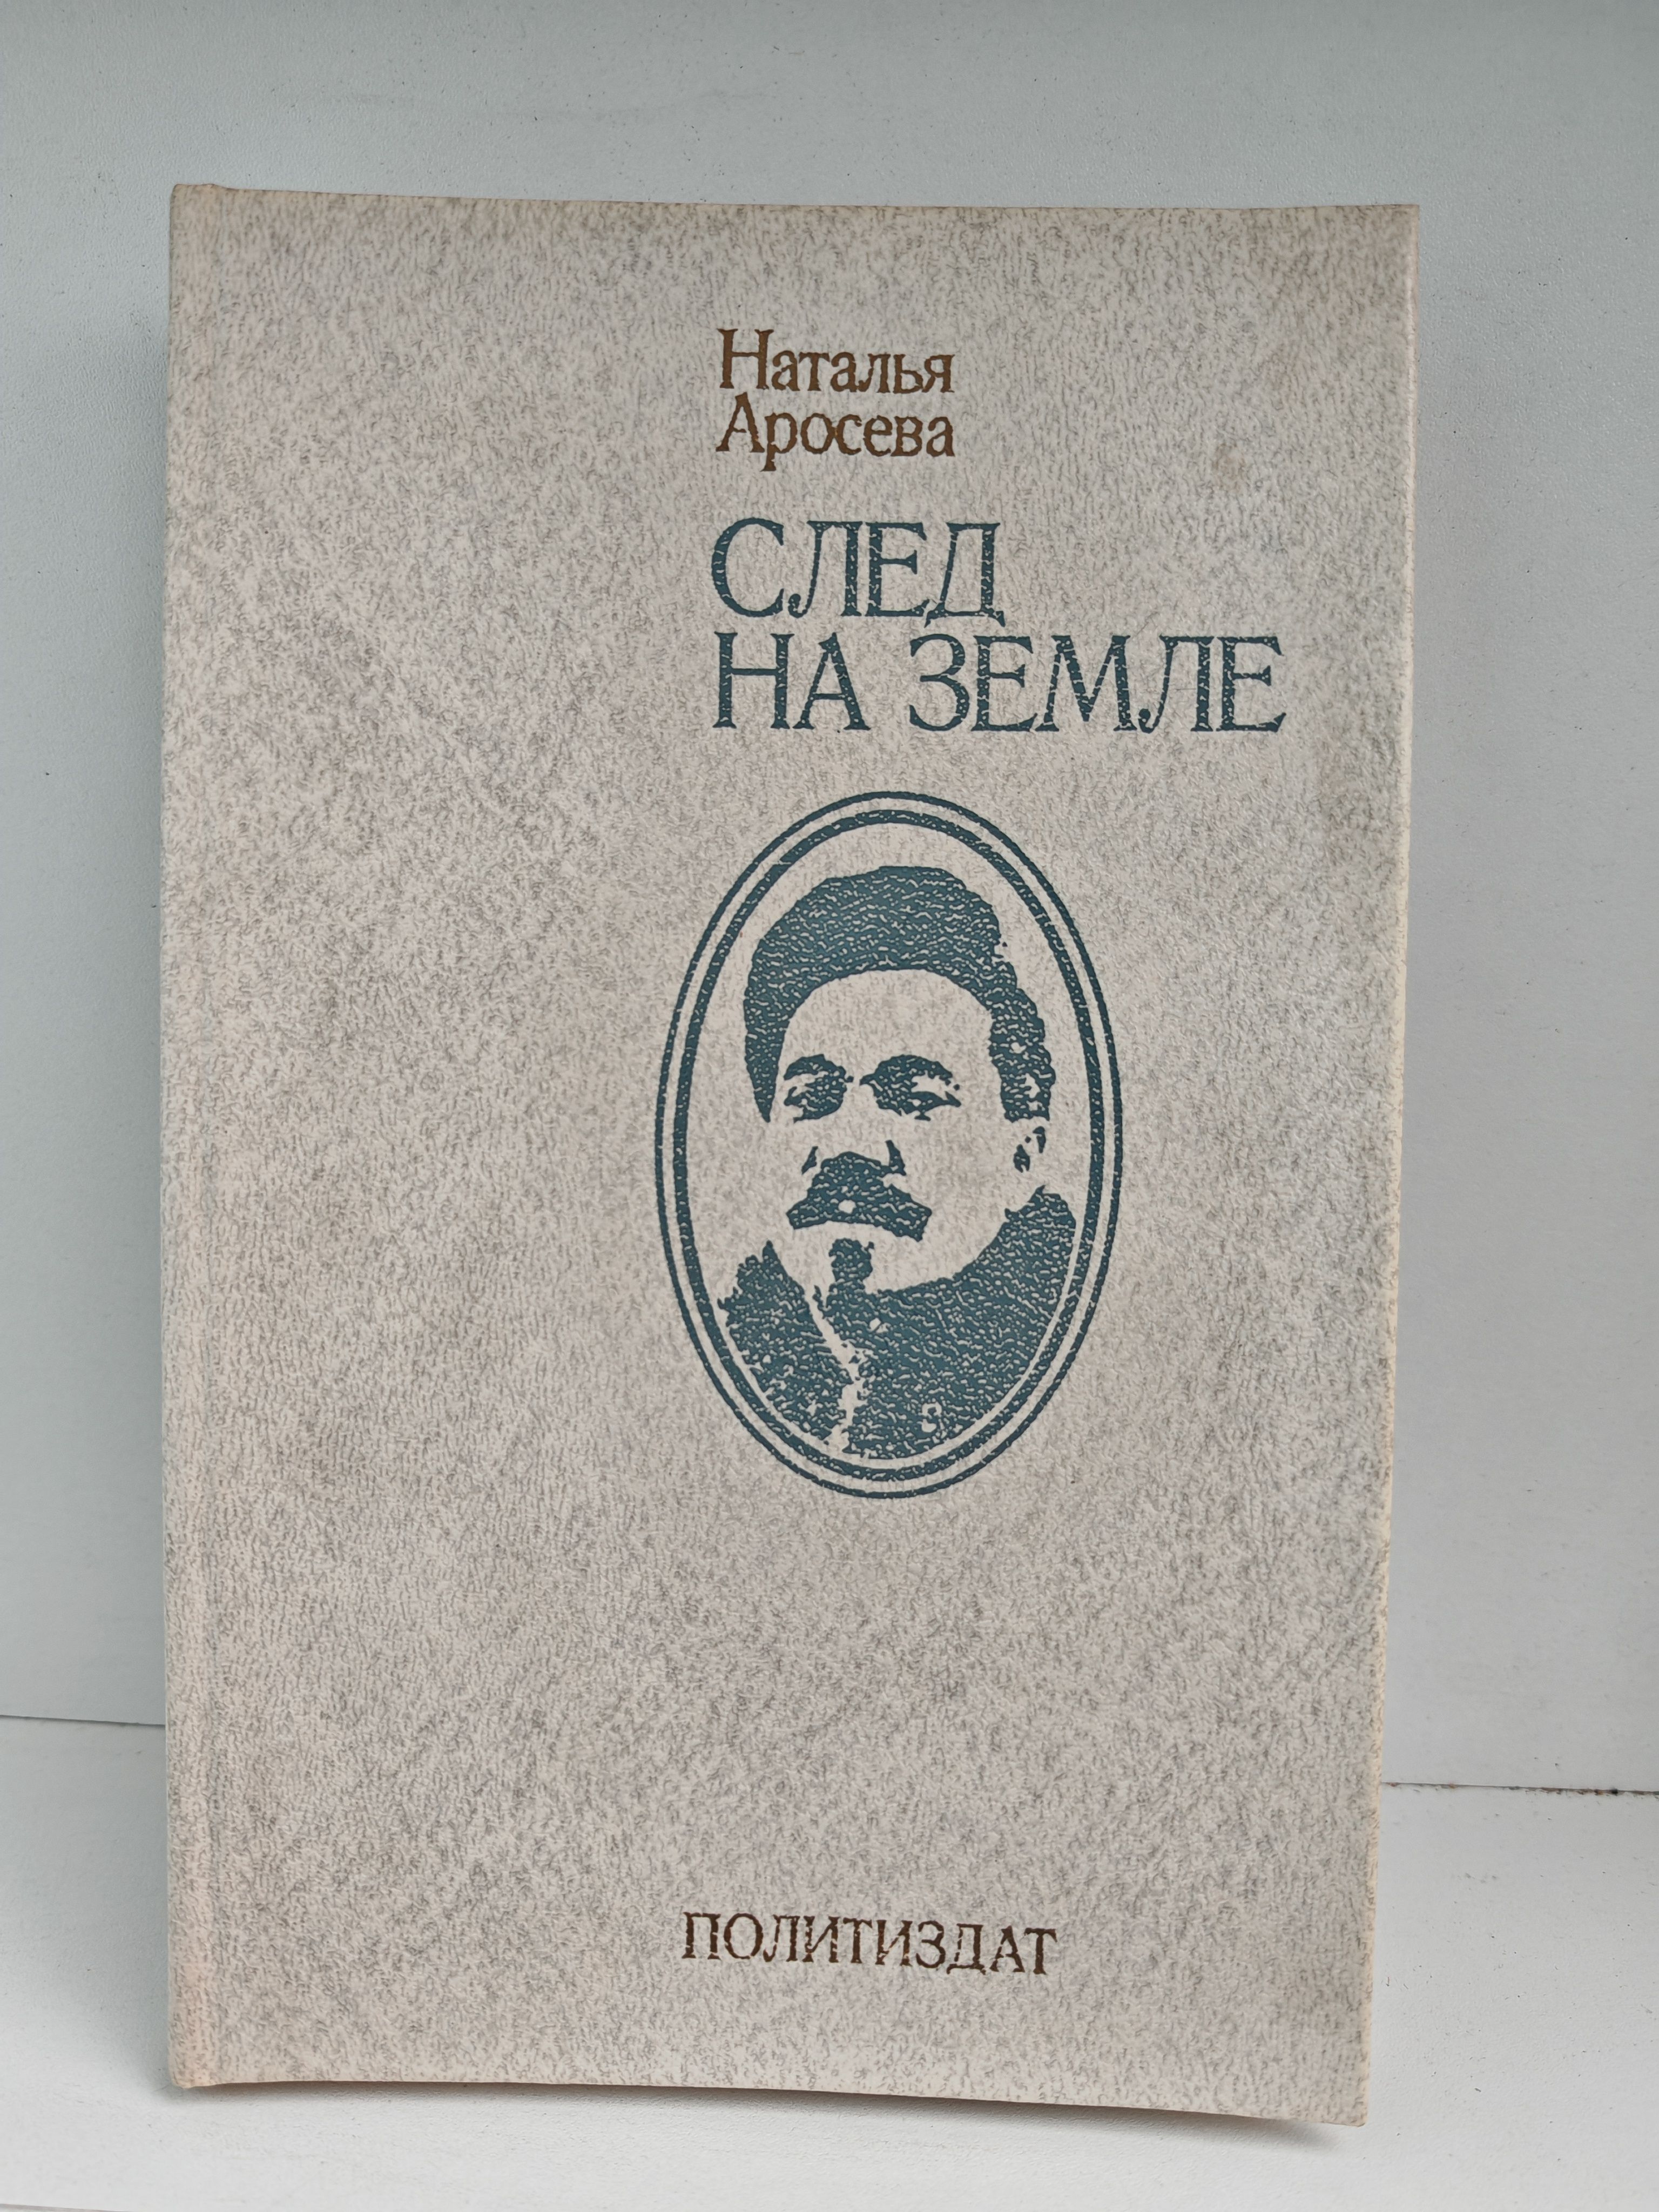 Наталья
Аросева
СЛЕД
НА ЗЕМЛЕ
ПОЛИТИЗДАТ